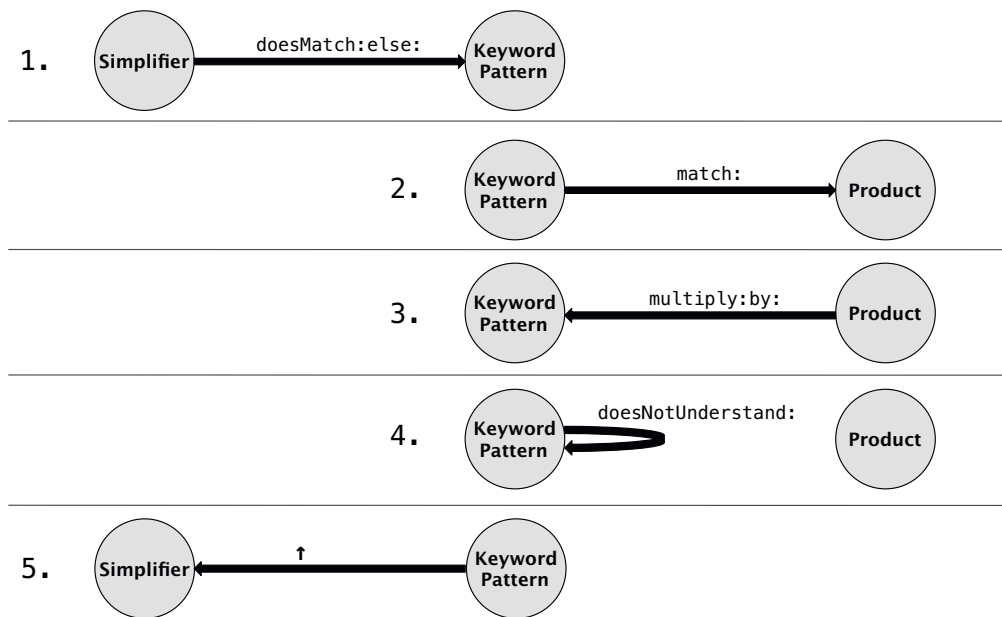 1.
Simplifier
doesMatch:else:
Keyword
Pattern
2.
Keyword
Pattern
match:
Product
3.
Keyword
Pattern
multiply:by:
Product
4.
Keyword
Pattern
doesNotUnderstand:
Product
5.
Simplifier
↑
Keyword
Pattern